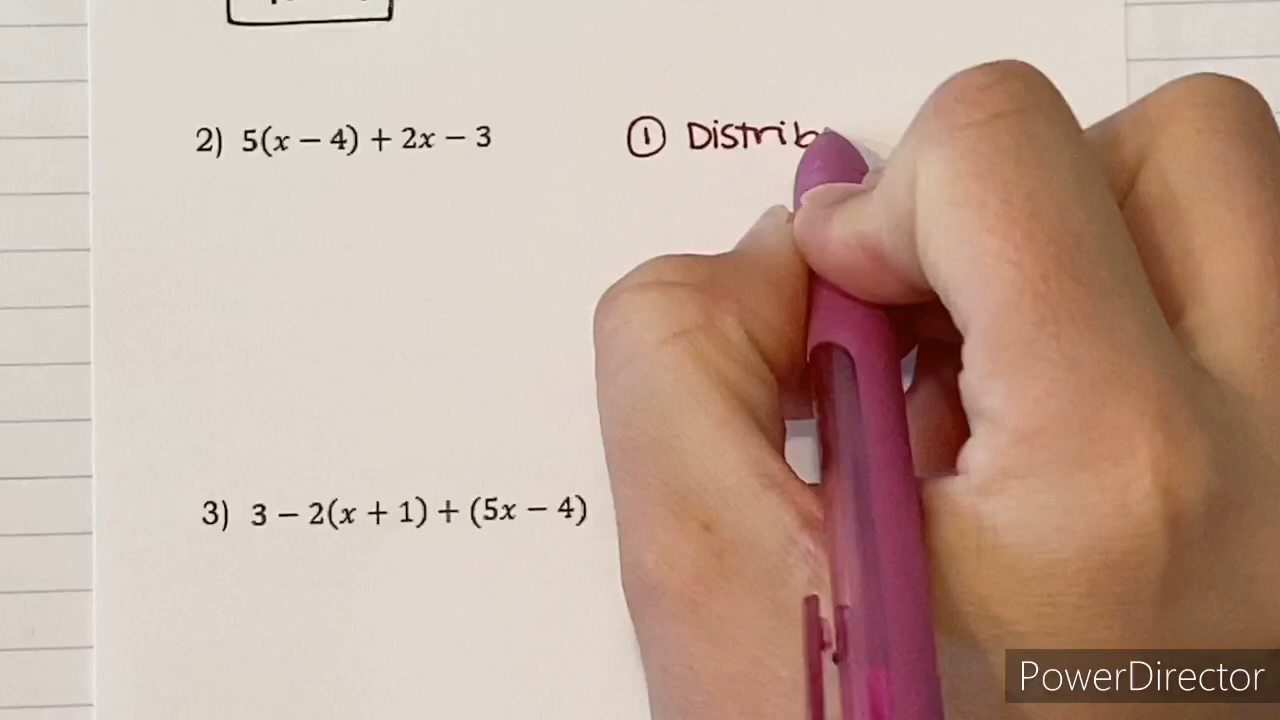 2) 5(x − 4) + 2x − 3
① Distrib
3) 3 − 2(x + 1) + (5x − 4)
PowerDirector